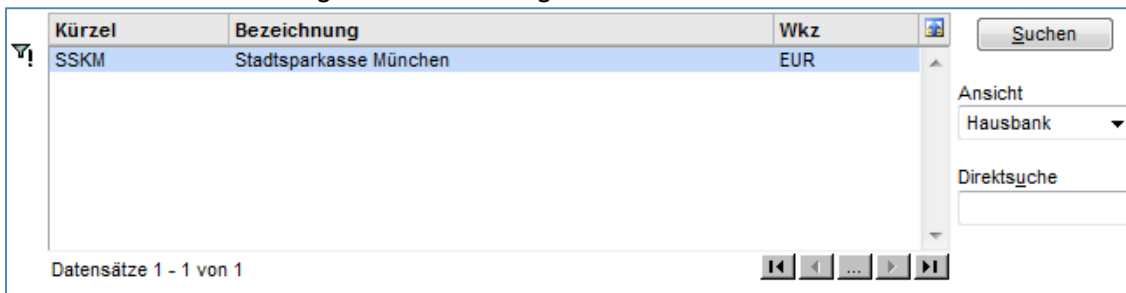 Kürzel Bezeichnung Wkz
SSKM Stadtsparkasse München EUR
Datensätze 1 - 1 von 1
...
Suchen
Ansicht
Hausbank
Direktsuche